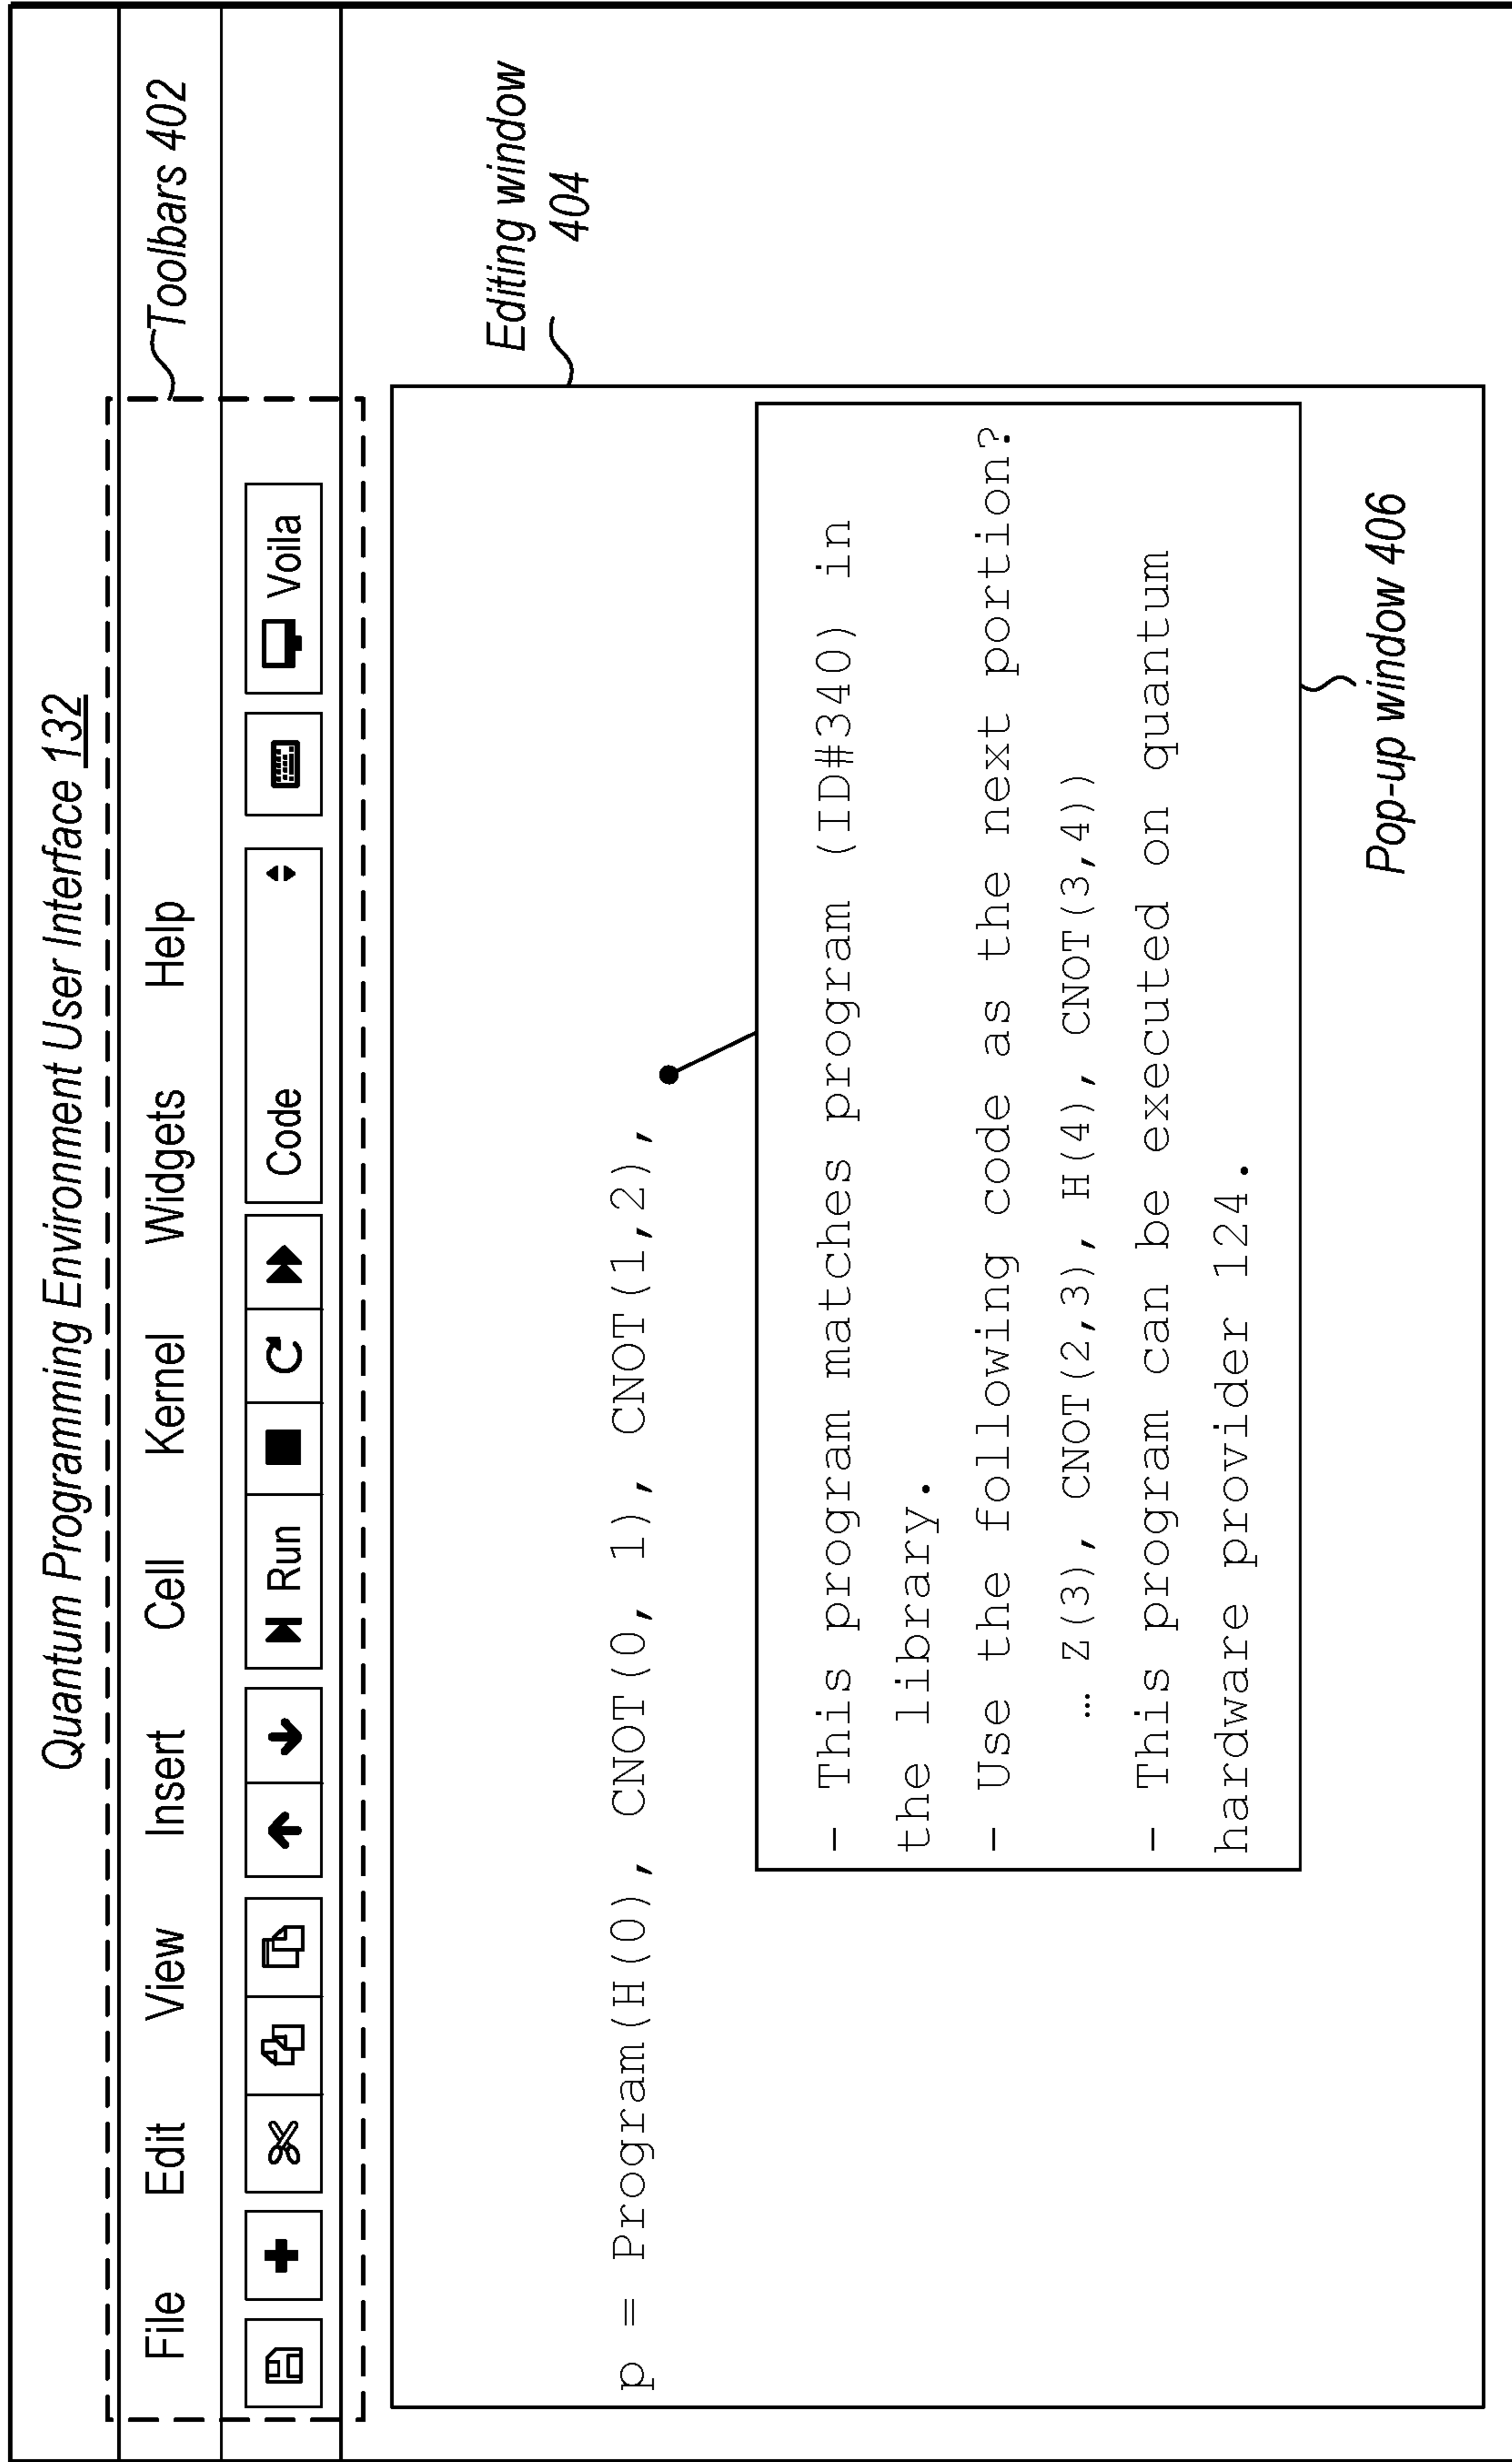 Quantum Programming Environment User Interface 132
File Edit View Insert Cell Kernel Widgets Help
Toolbars 402
Run Code Voila
Editing window
404
p = Program(H(0), CNOT(0, 1), CNOT(1,2),
- This program matches program (ID#340) in
the library.
- Use the following code as the next portion?
… Z(3), CNOT(2,3), H(4), CNOT(3,4))
- This program can be executed on quantum
hardware provider 124.
Pop-up window 406